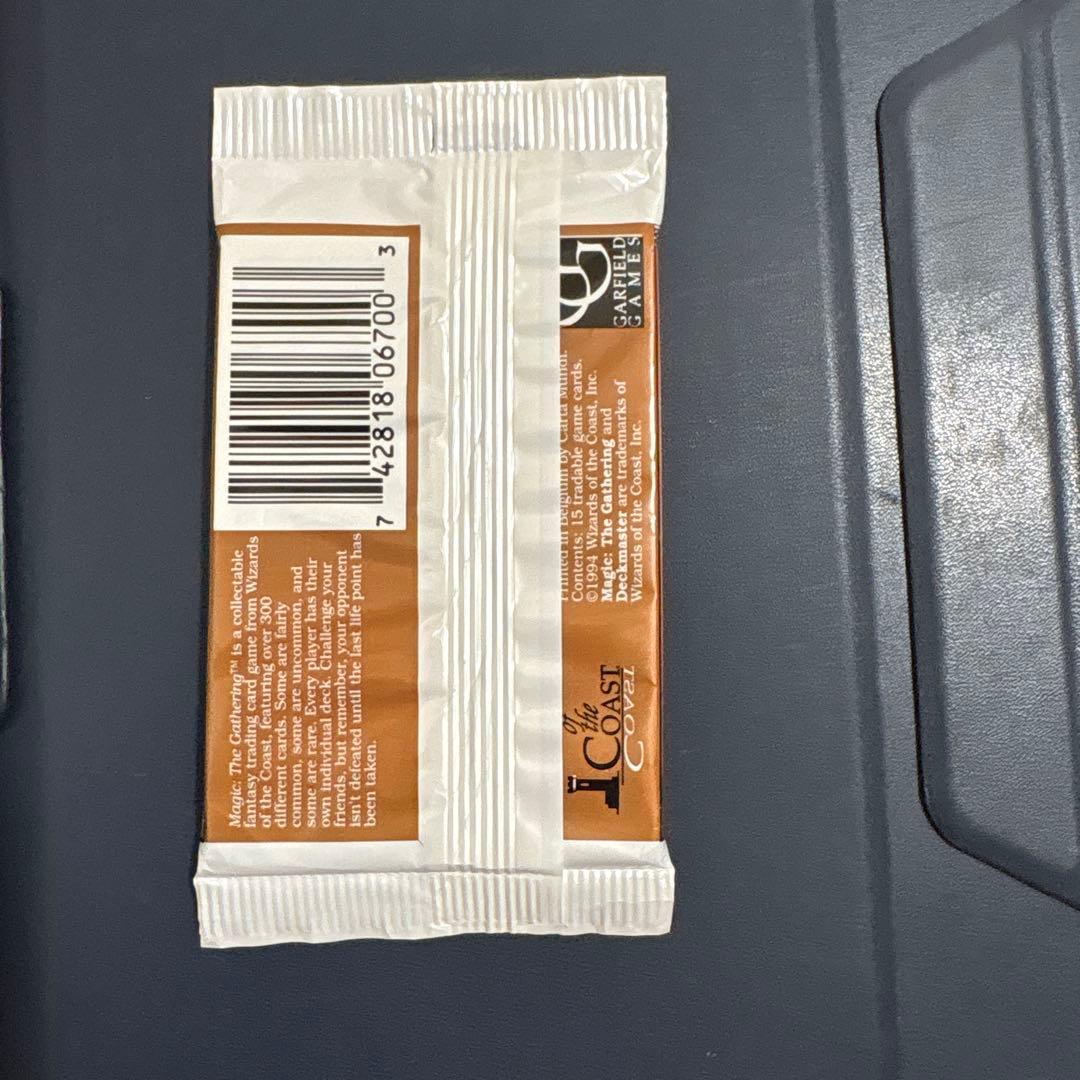 Magic: The Gathering™ is a collectable
fantasy trading card game from Wizards
of the Coast, featuring over 300
different cards. Some are fairly
common, some are uncommon, and
some are rare. Every player has their
own individual deck. Challenge your
friends, but remember, your opponent
isn't defeated until the last life point has
been taken.
7 42818 06700 3
of
the
COAST
Printed in Belgium by Carta Mundi.
Contents: 15 tradable game cards.
©1994 Wizards of the Coast, Inc.
Magic: The Gathering and
Deckmaster are trademarks of
Wizards of the Coast, Inc.
GARFIELD
GAMES